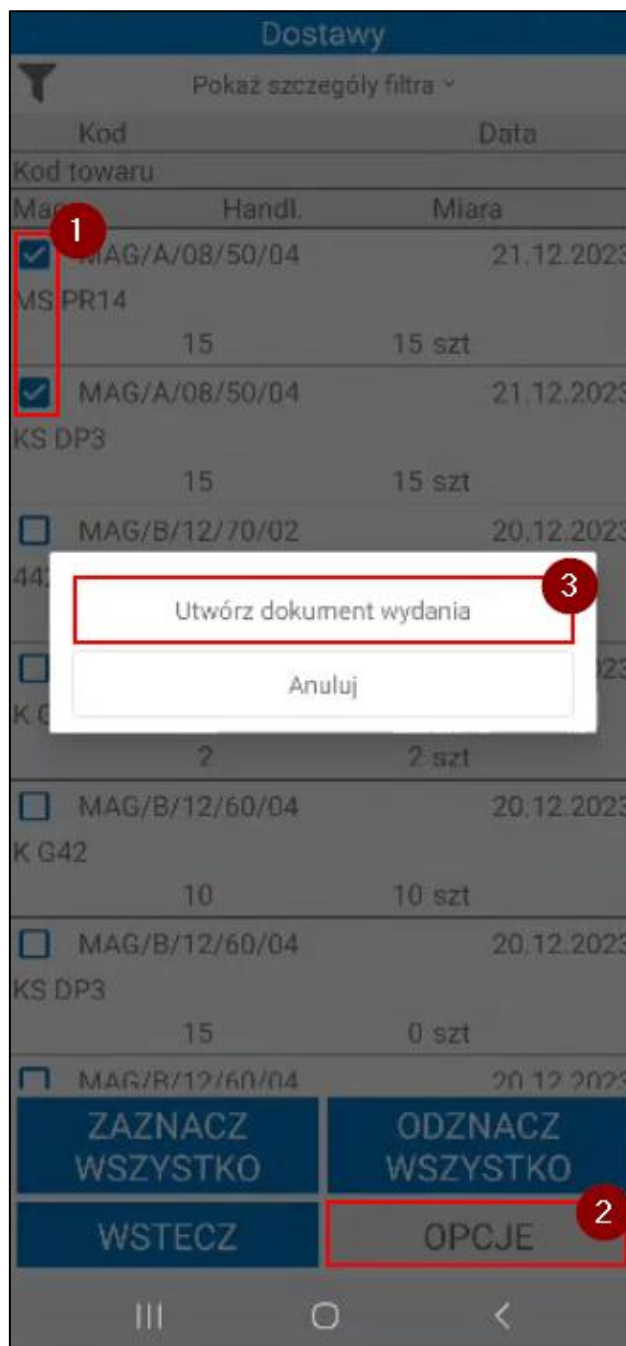 Dostawy
Pokaż szczegóły filtra
Kod Data
Kod towaru
Handl. Miara
1
MAG/A/08/50/04 21.12.2023
MS PR14
15 15 szt
MAG/A/08/50/04 21.12.2023
KS DP3
15 15 szt
MAG/B/12/70/02 20.12.2023
3
Utwórz dokument wydania
Anuluj
2 2 szt
MAG/B/12/60/04 20.12.2023
K G42
10 10 szt
MAG/B/12/60/04 20.12.2023
KS DP3
15 0 szt
MAG/B/12/60/04 20.12.2023
ZAZNACZ WSZYSTKO
ODZNACZ WSZYSTKO
2
WSTECZ OPCJE